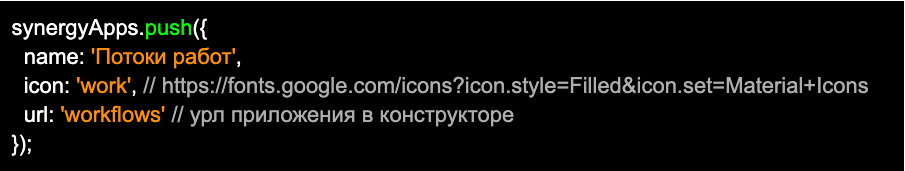 synergyApps.push({
name: 'Потоки работ',
icon: 'work', // https://fonts.google.com/icons?icon.style=Filled&icon.set=Material+Icons
url: 'workflows' // урл приложения в конструкторе
});